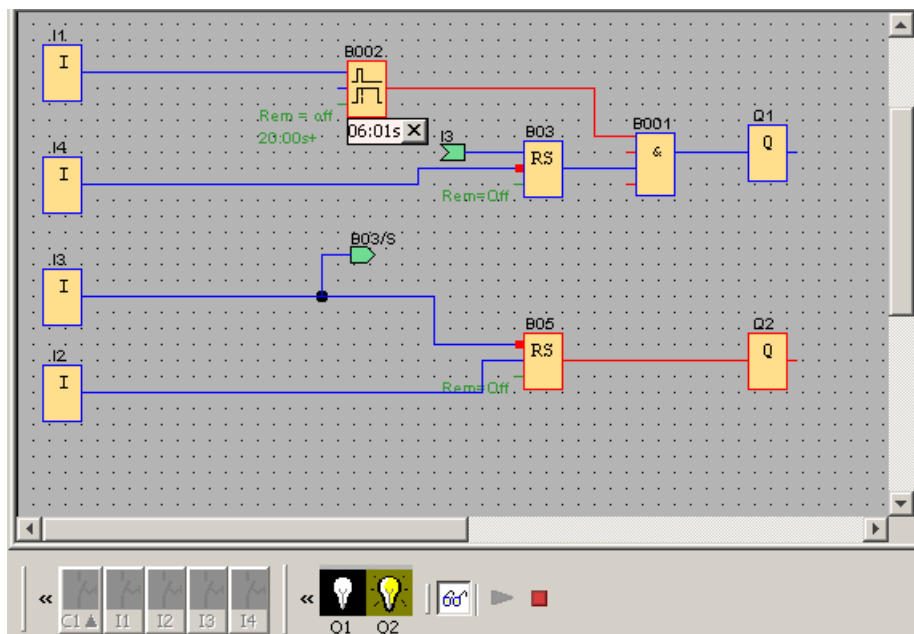 I1
I
B002
Rem = off
20:00s+
06:01s
I3
B03
RS
Rem=Off
B001
&
Q1
Q
I4
I
B03/S
I3
I
B05
RS
Rem=Off
Q2
Q
I2
I
« C1 I1 I2 I3 I4 « Q1 Q2